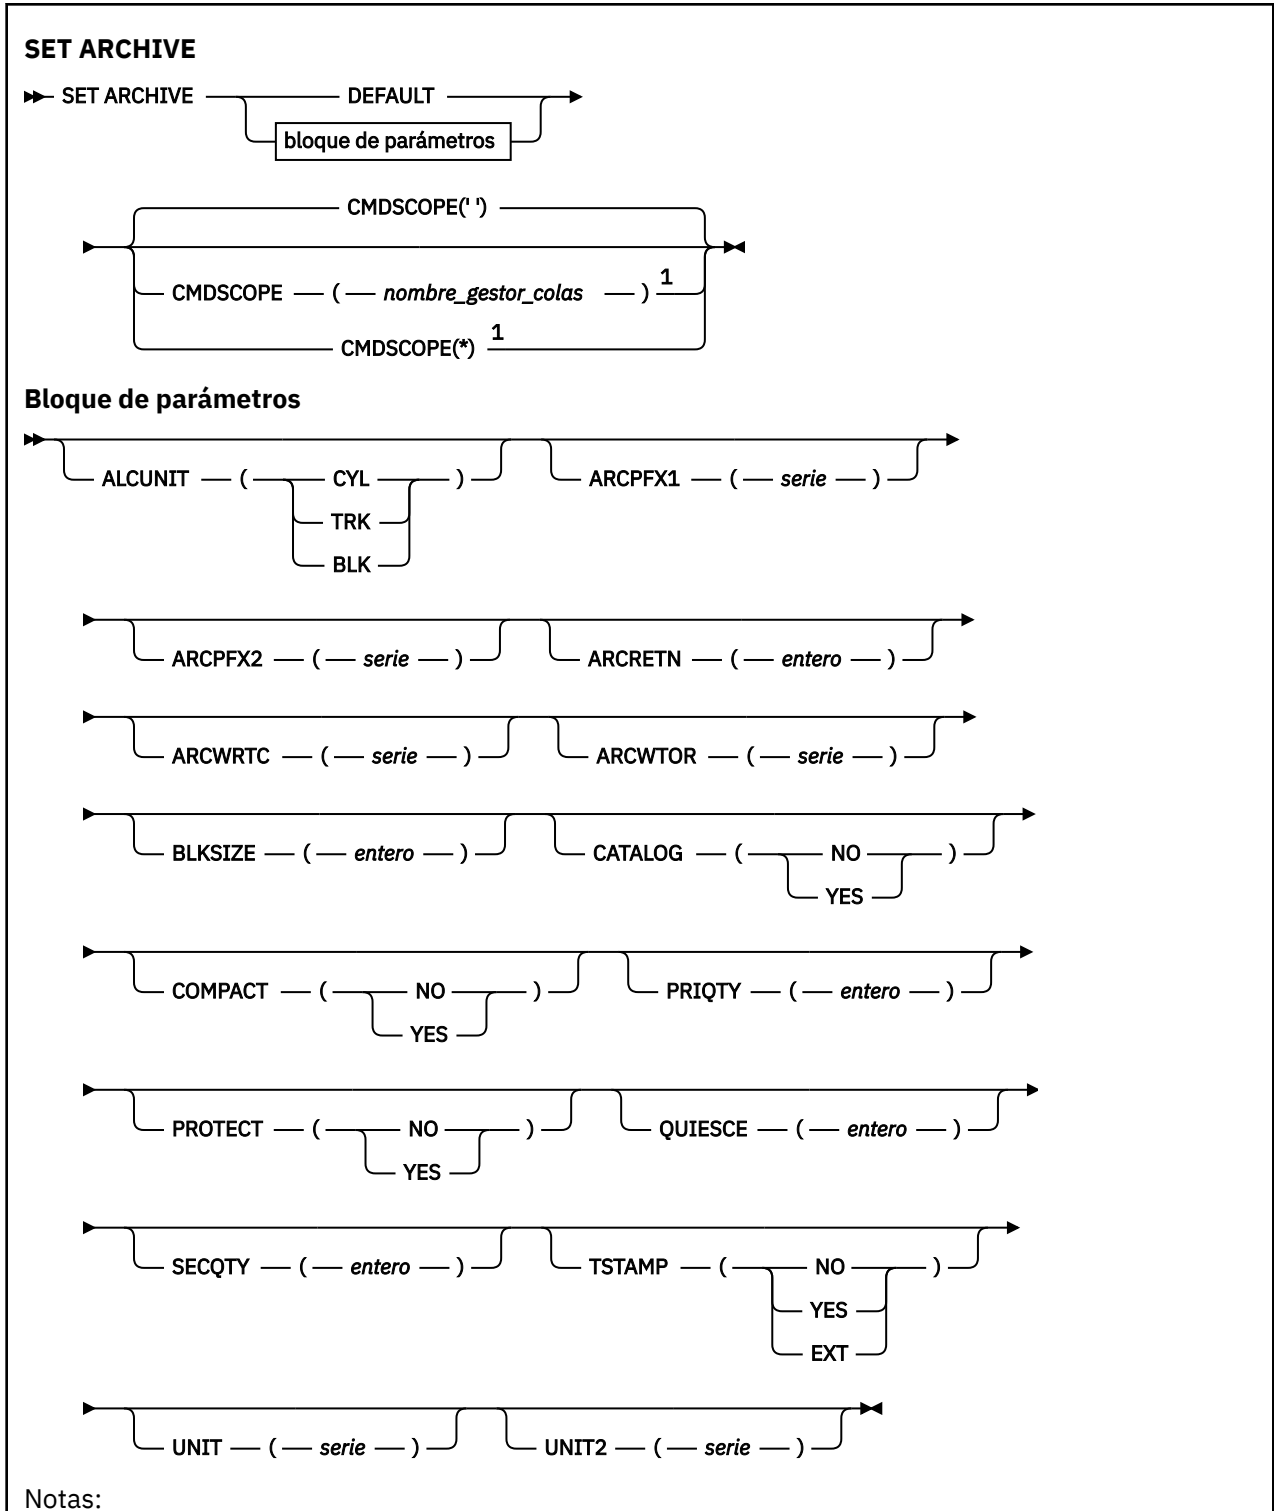 SET ARCHIVE
SET ARCHIVE DEFAULT
bloque de parámetros
CMDSCOPE(' ')
CMDSCOPE ( nombre_gestor_colas ) 1
CMDSCOPE(*) 1
Bloque de parámetros
ALCUNIT ( CYL ) ARCPFX1 ( serie )
TRK
BLK
ARCPFX2 ( serie ) ARCRETN ( entero )
ARCWRTC ( serie ) ARCWTOR ( serie )
BLKSIZE ( entero ) CATALOG ( NO )
YES
COMPACT ( NO ) PRIQTY ( entero )
YES
PROTECT ( NO ) QUIESCE ( entero )
YES
SECQTY ( entero ) TSTAMP ( NO )
YES
EXT
UNIT ( serie ) UNIT2 ( serie )
Notas: